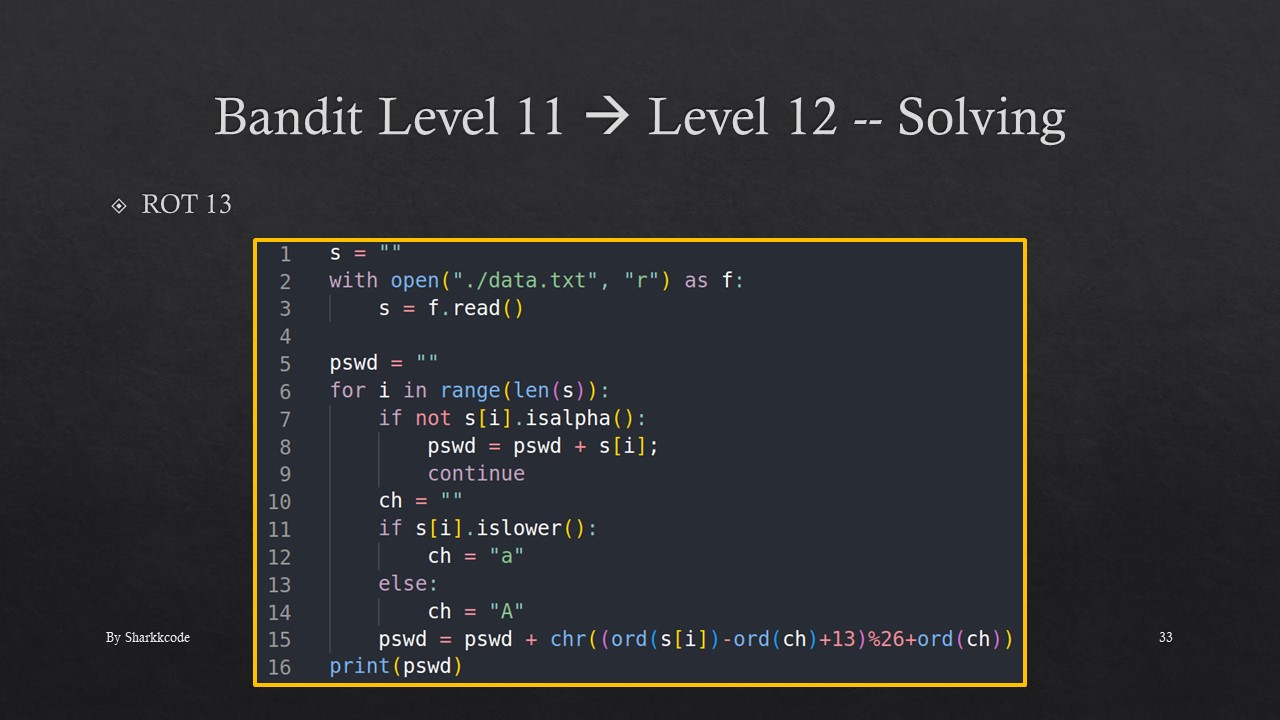 Bandit Level 11 → Level 12 -- Solving
ROT 13
1 s = ""
2 with open("./data.txt", "r") as f:
3     s = f.read()
4
5 pswd = ""
6 for i in range(len(s)):
7     if not s[i].isalpha():
8         pswd = pswd + s[i];
9         continue
10     ch = ""
11     if s[i].islower():
12         ch = "a"
13     else:
14         ch = "A"
15     pswd = pswd + chr((ord(s[i])-ord(ch)+13)%26+ord(ch))
16 print(pswd)
By Sharkkcode
33